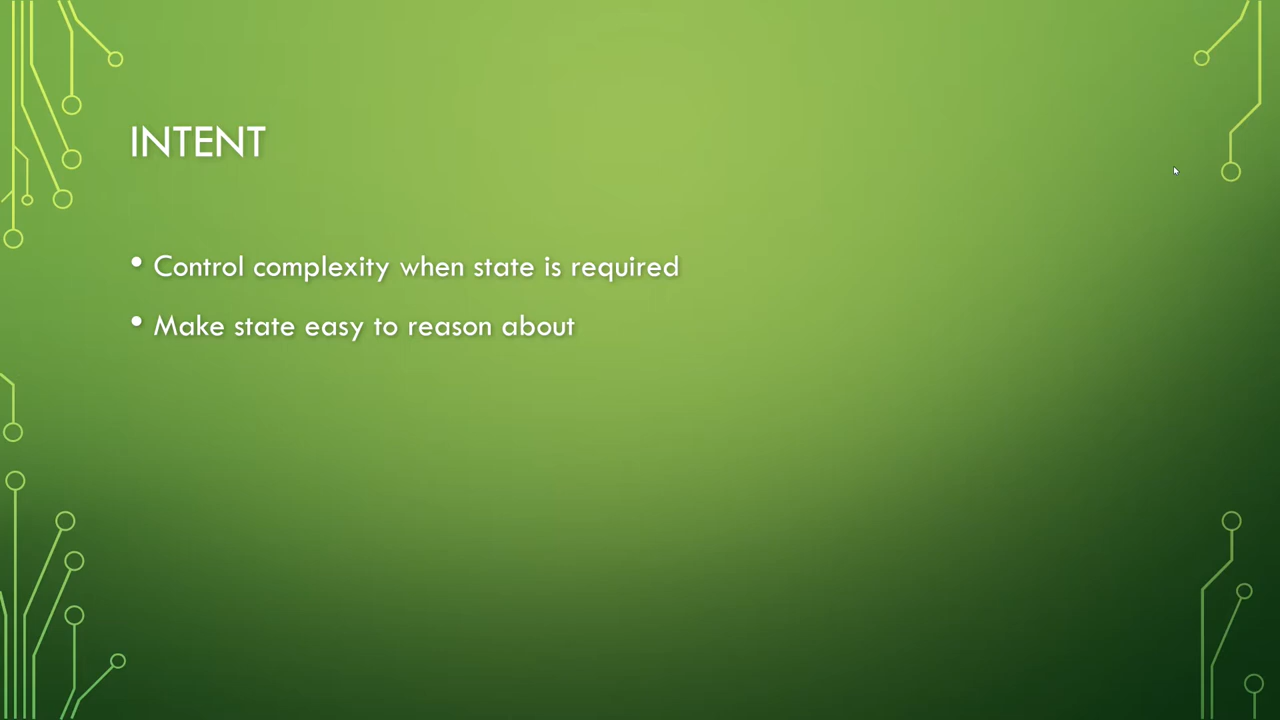 INTENT
• Control complexity when state is required
• Make state easy to reason about